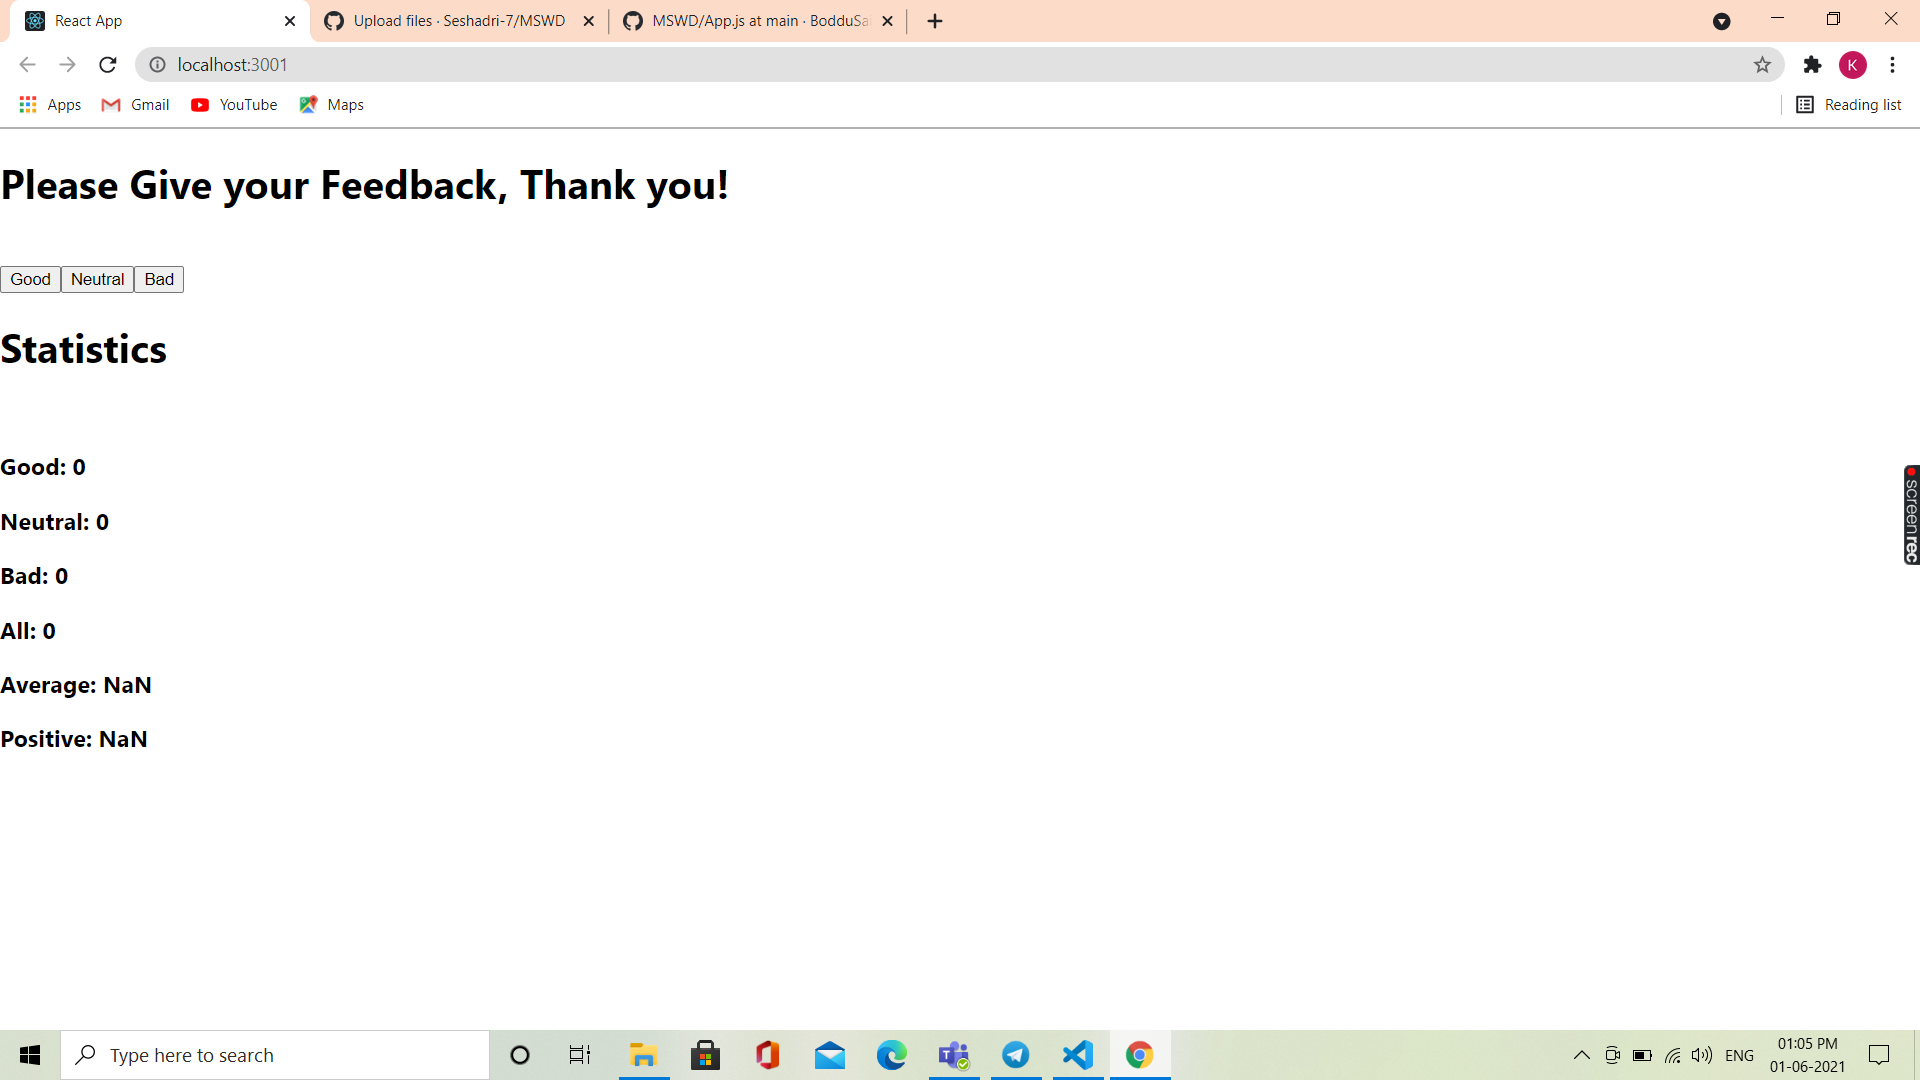 React App
Upload files · Seshadri-7/MSWD
MSWD/App.js at main · BodduSa
localhost:3001
K
Apps
Gmail
YouTube
Maps
Reading list
Please Give your Feedback, Thank you!
Good
Neutral
Bad
Statistics
Good: 0
Neutral: 0
Bad: 0
All: 0
Average: NaN
Positive: NaN
screenrec
Type here to search
ENG
01:05 PM
01-06-2021